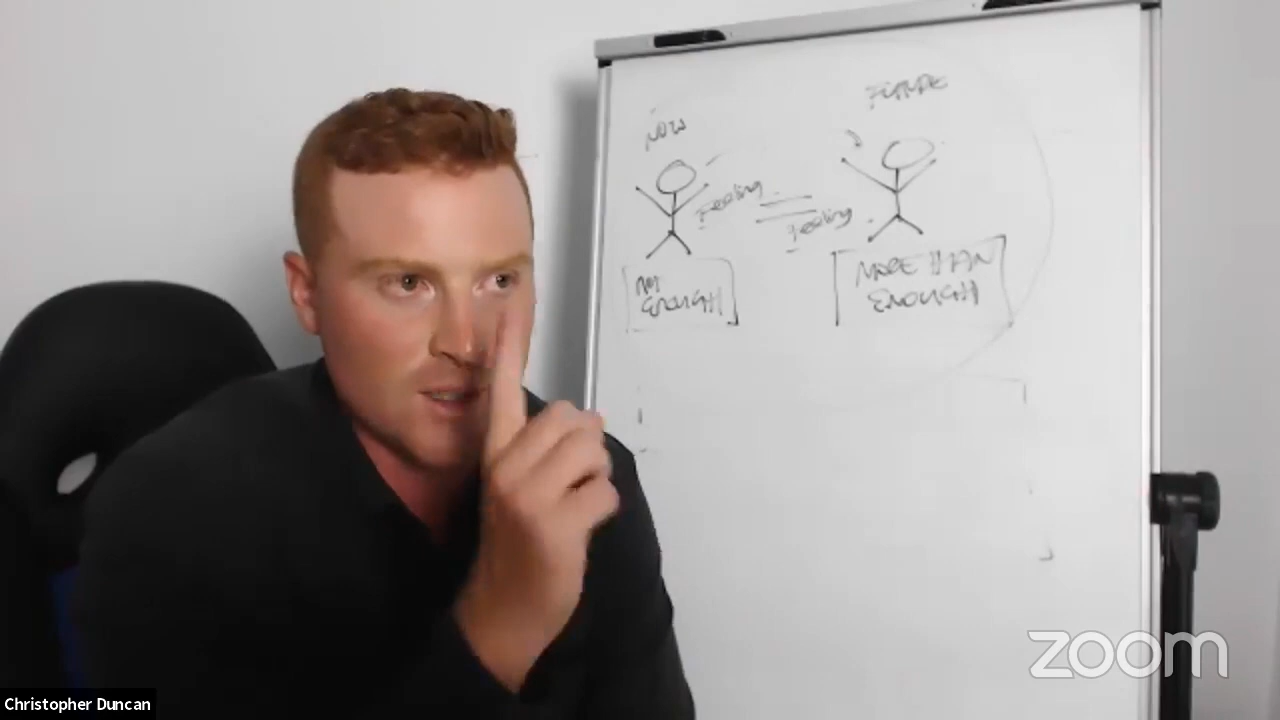 NOW
FUTURE
Feeling
Feeling
NOT
ENOUGH
MORE THAN
ENOUGH
zoom
Christopher Duncan